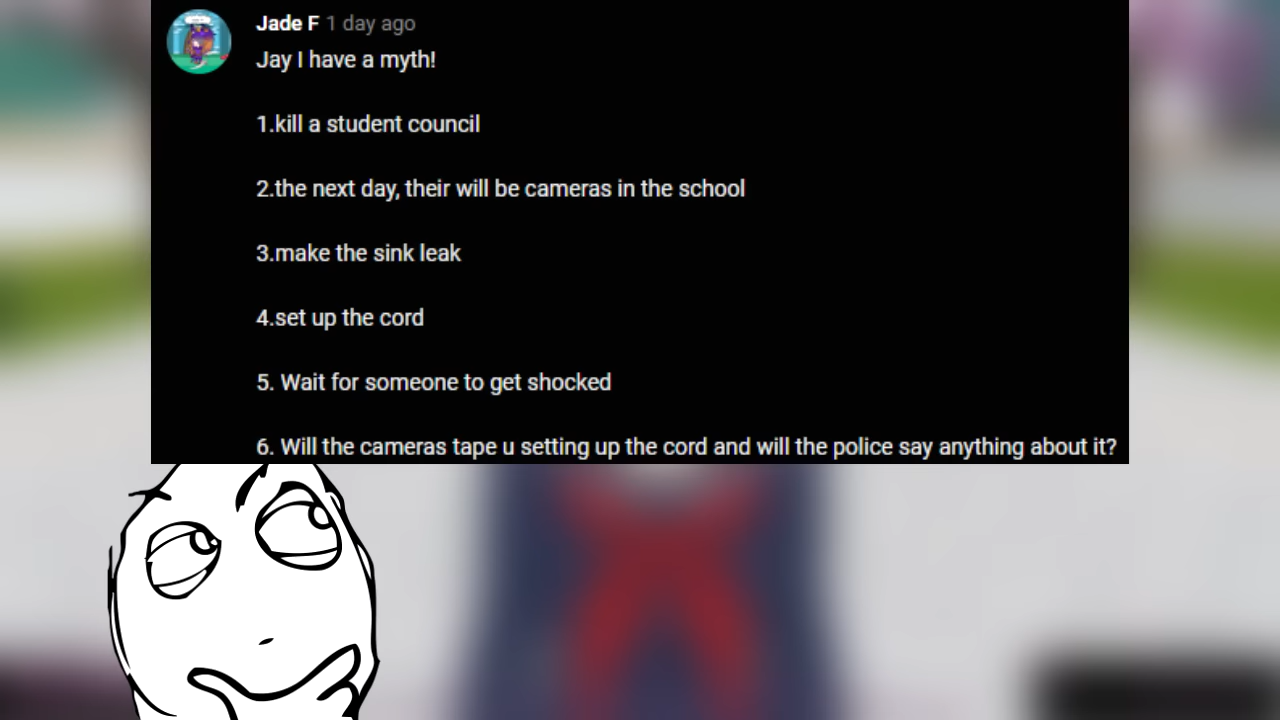 Jade F 1 day ago
Jay I have a myth!
1.kill a student council
2.the next day, their will be cameras in the school
3.make the sink leak
4.set up the cord
5. Wait for someone to get shocked
6. Will the cameras tape u setting up the cord and will the police say anything about it?